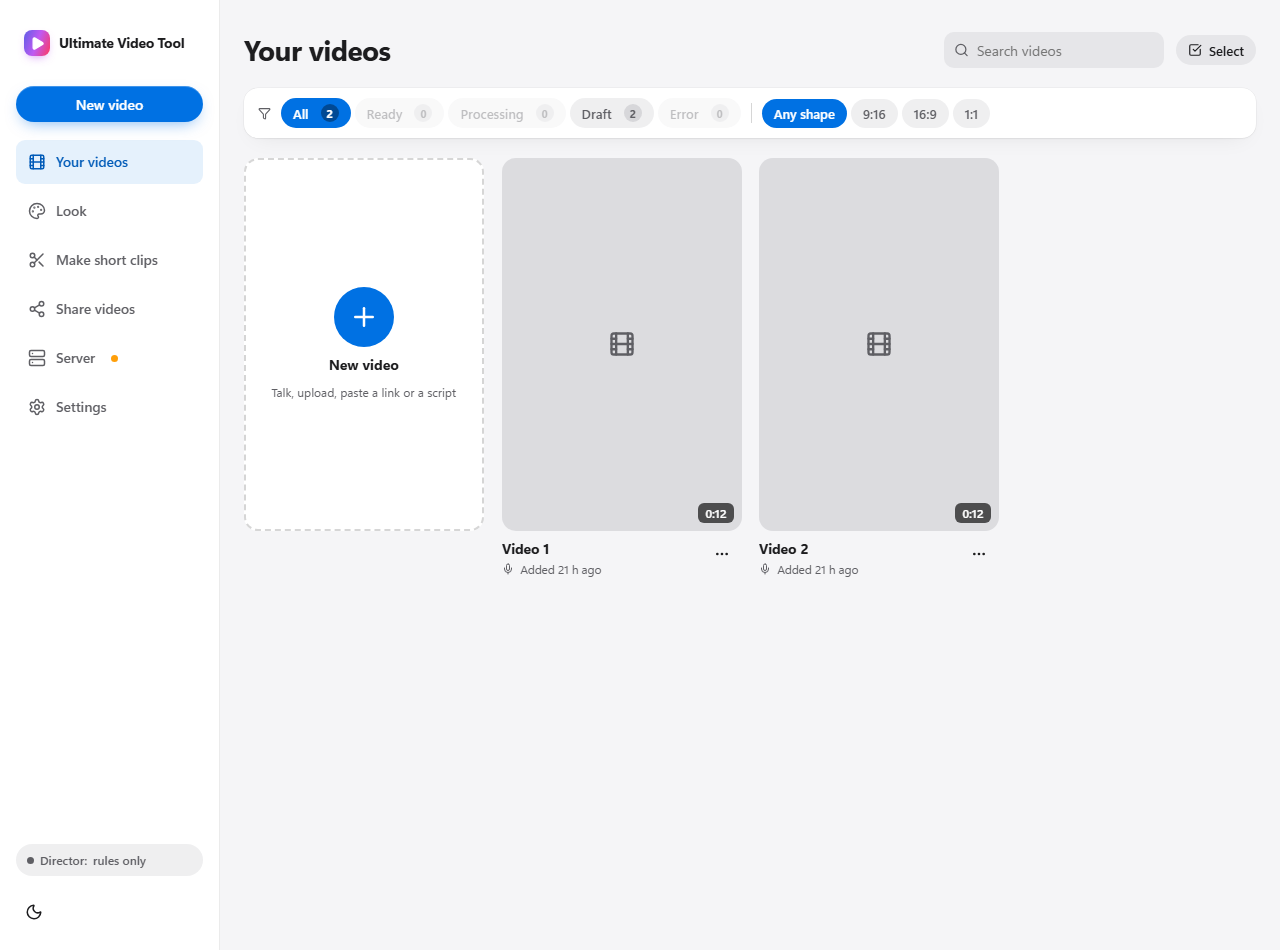 Ultimate Video Tool
New video
Your videos
Look
Make short clips
Share videos
Server
Settings
Director: rules only
Your videos
Search videos
Select
All 2 Ready 0 Processing 0 Draft 2 Error 0 Any shape 9:16 16:9 1:1
New video
Talk, upload, paste a link or a script
0:12
Video 1
Added 21 h ago
0:12
Video 2
Added 21 h ago